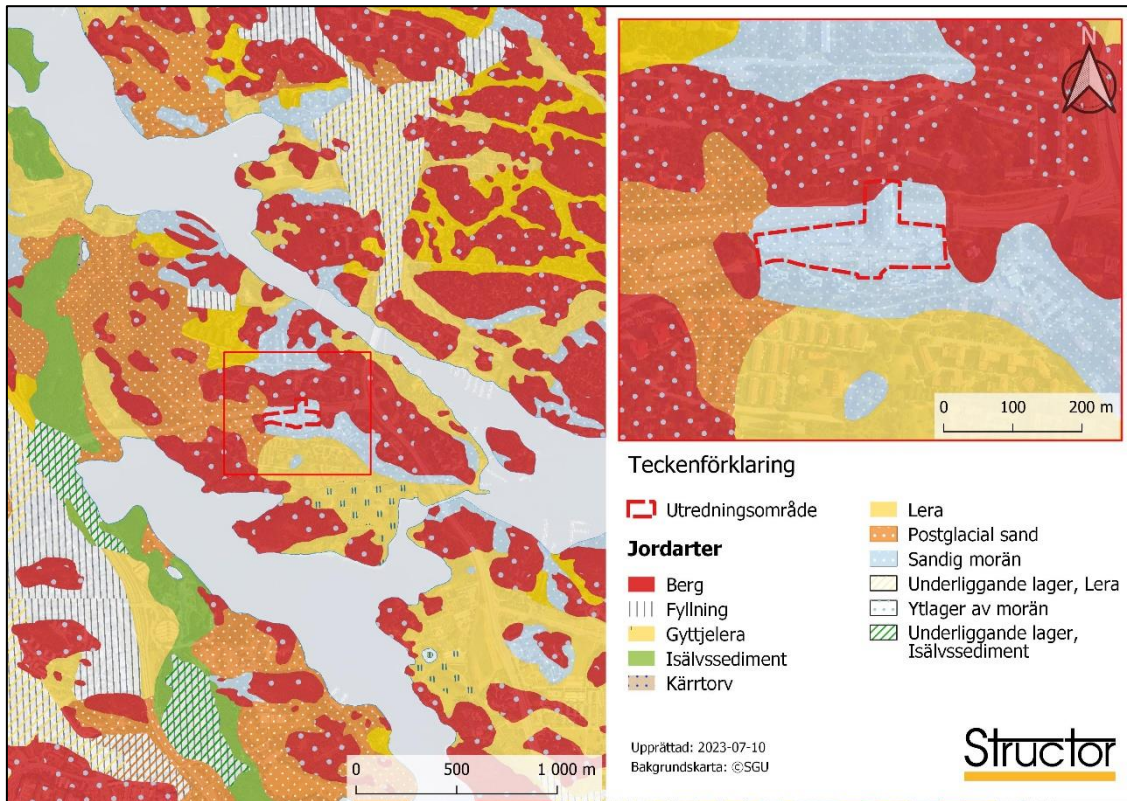 N
0 100 200 m
0 500 1 000 m
Teckenförklaring
Utredningsområde
Jordarter
Berg
Fyllning
Gyttjelera
Isälvssediment
Kärrtorv
Lera
Postglacial sand
Sandig morän
Underliggande lager, Lera
Ytlager av morän
Underliggande lager,
Isälvssediment
Upprättad: 2023-07-10
Bakgrundskarta: ©SGU
Structor